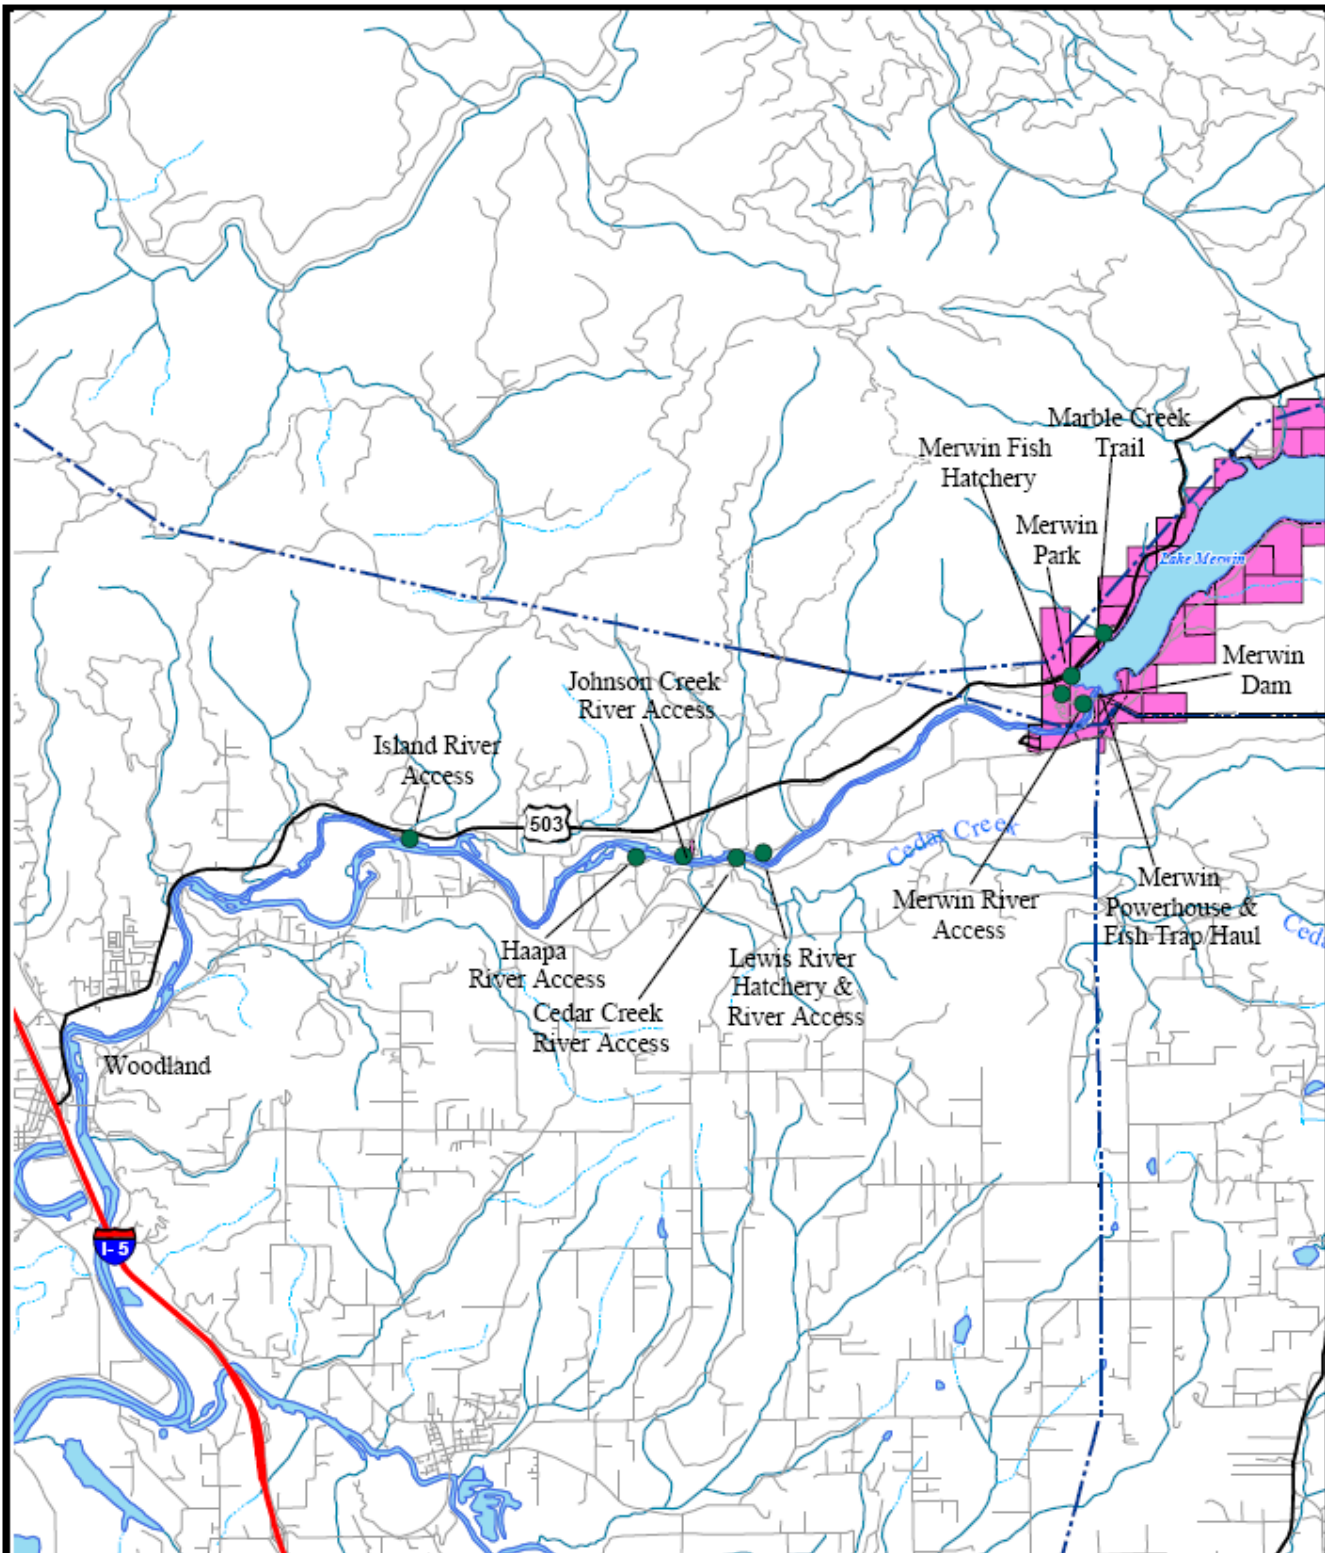 Marble Creek
Trail
Merwin Fish
Hatchery
Merwin
Park
Lake Merwin
Merwin
Dam
Johnson Creek
River Access
Island River
Access
503
Cedar Creek
Merwin River
Access
Merwin
Powerhouse &
Fish Trap/Haul
Ceda
Haapa
River Access
Lewis River
Hatchery &
River Access
Cedar Creek
River Access
Woodland
I-5